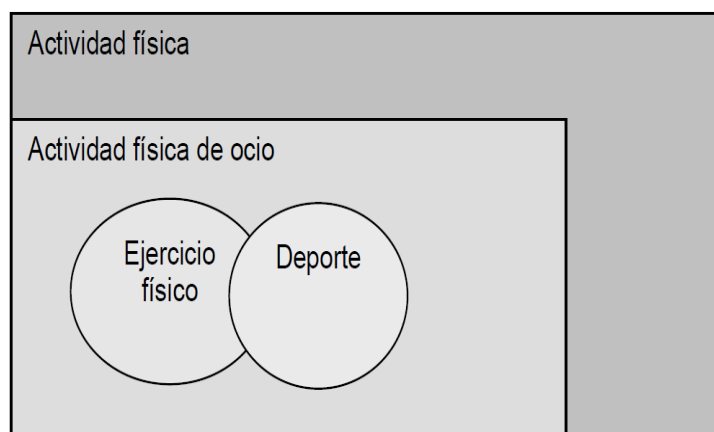 Actividad física
Actividad física de ocio
Ejercicio
físico
Deporte